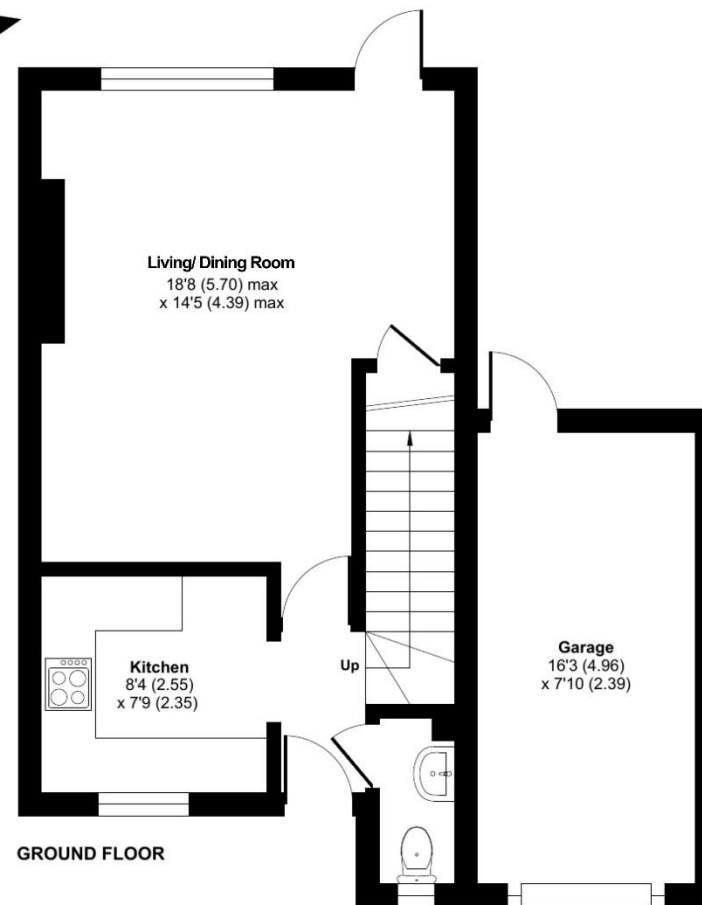 Living/ Dining Room
18'8 (5.70) max
x 14'5 (4.39) max
Kitchen
8'4 (2.55)
x 7'9 (2.35)
Up
Garage
16'3 (4.96)
x 7'10 (2.39)
GROUND FLOOR